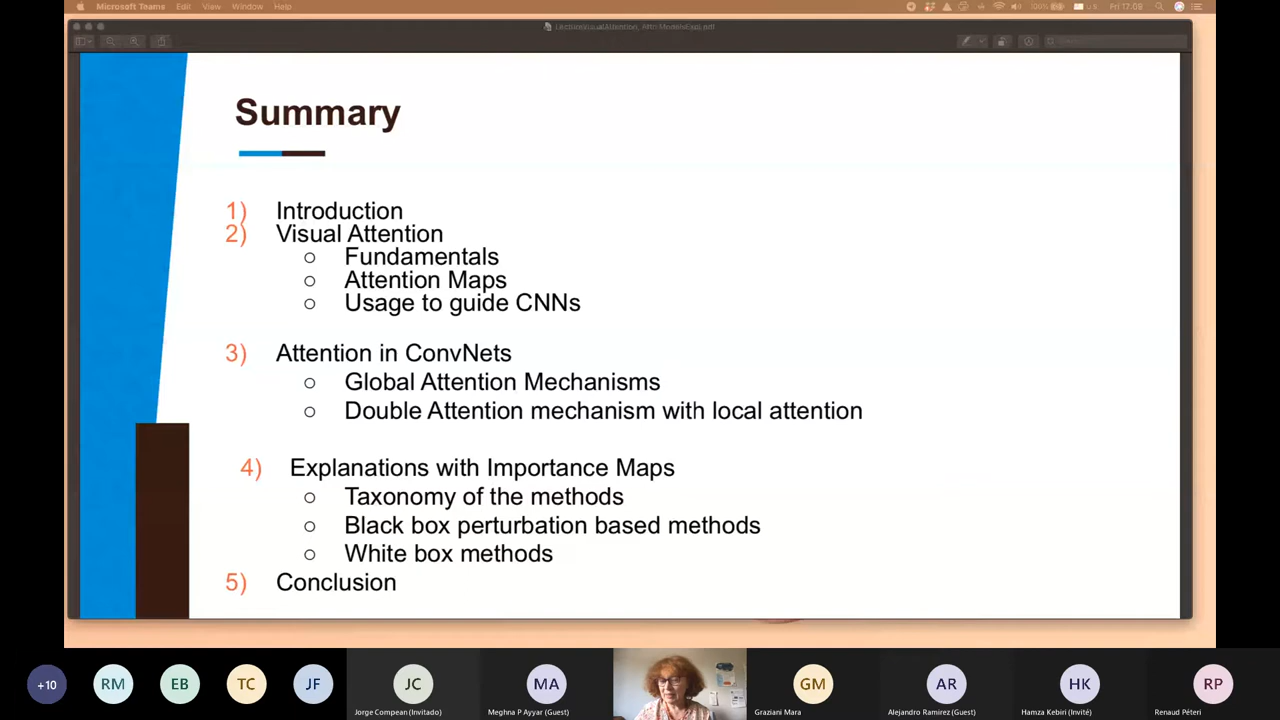 Microsoft Teams Edit View Window Help
100% U.S. Fri 17.09
Summary
1) Introduction
2) Visual Attention
○ Fundamentals
○ Attention Maps
○ Usage to guide CNNs
3) Attention in ConvNets
○ Global Attention Mechanisms
○ Double Attention mechanism with local attention
4) Explanations with Importance Maps
○ Taxonomy of the methods
○ Black box perturbation based methods
○ White box methods
5) Conclusion
+10 RM EB TC JF JC MA GM AR HK RP
Jorge Compean (Invitado) Meghna P Ayyar (Guest) Graziani Mara Alejandro Ramirez (Guest) Hamza Kebiri (Invité) Renaud Péteri